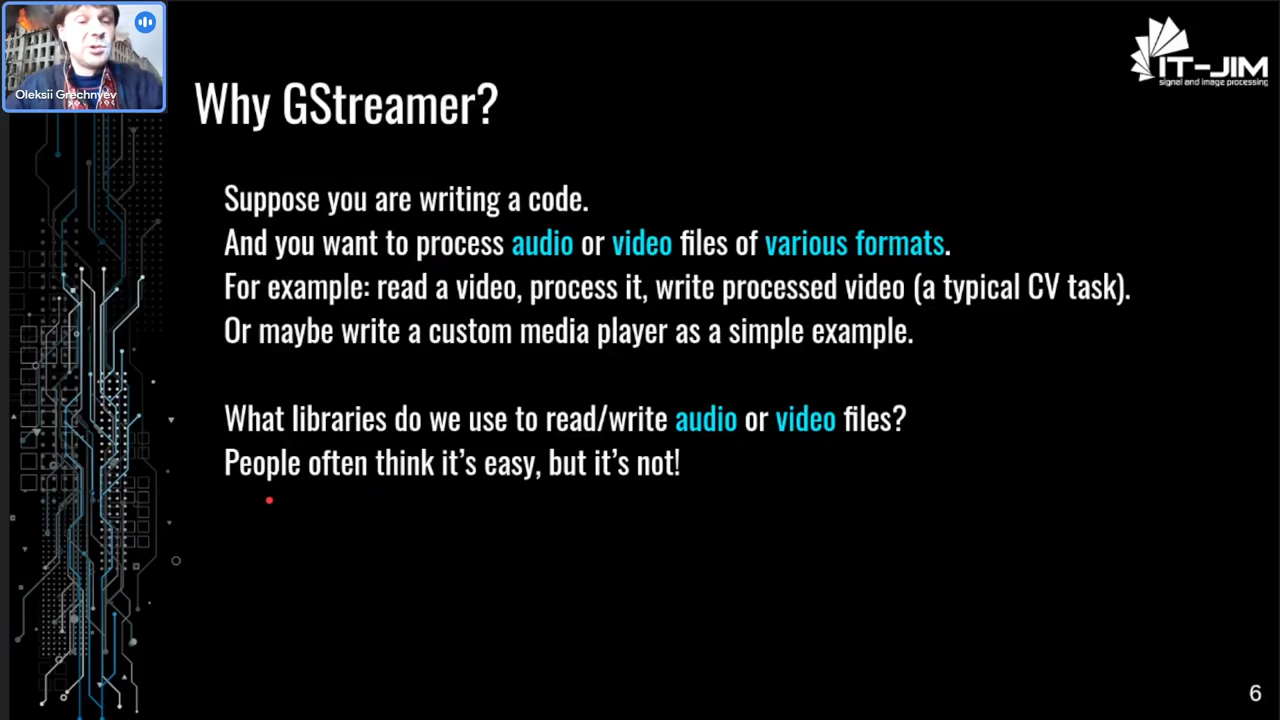 Oleksii Grechnyev
IT-JIM
signal and image processing
Why GStreamer?
Suppose you are writing a code.
And you want to process audio or video files of various formats.
For example: read a video, process it, write processed video (a typical CV task).
Or maybe write a custom media player as a simple example.
What libraries do we use to read/write audio or video files?
People often think it’s easy, but it’s not!
6